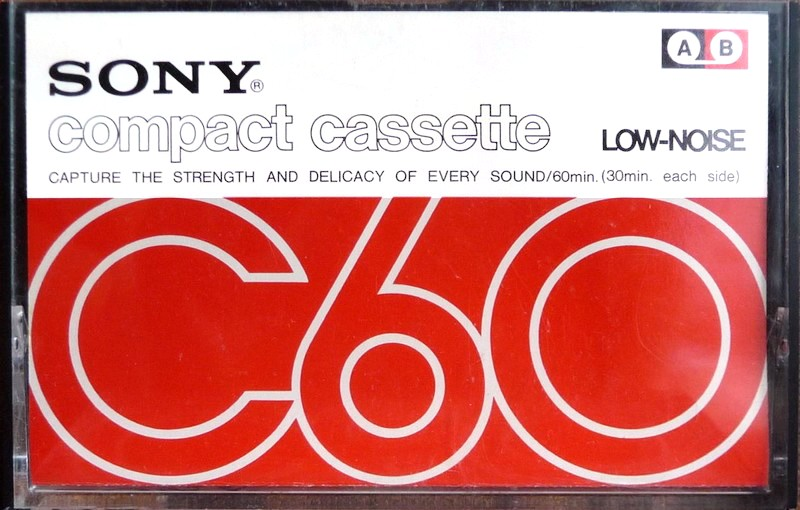 A B
SONY®
compact cassette
LOW-NOISE
CAPTURE THE STRENGTH AND DELICACY OF EVERY SOUND/60min. (30min. each side)
C60